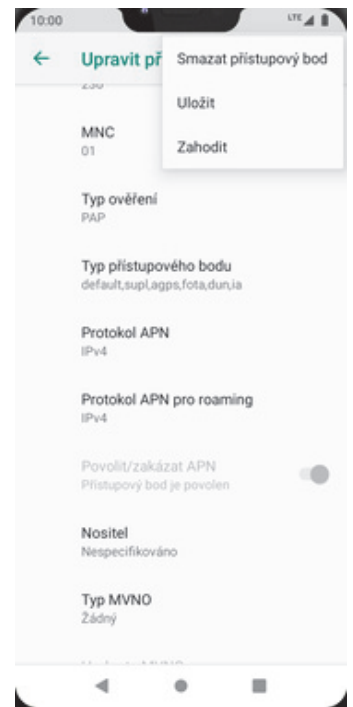 10:00
LTE
Upravit př
Smazat přístupový bod
Uložit
Zahodit
MNC
01
Typ ověření
PAP
Typ přístupového bodu
default,supl,agps,fota,dun,ia
Protokol APN
IPv4
Protokol APN pro roaming
IPv4
Povolit/zakázat APN
Přístupový bod je povolen
Nositel
Nespecifikováno
Typ MVNO
Žádný